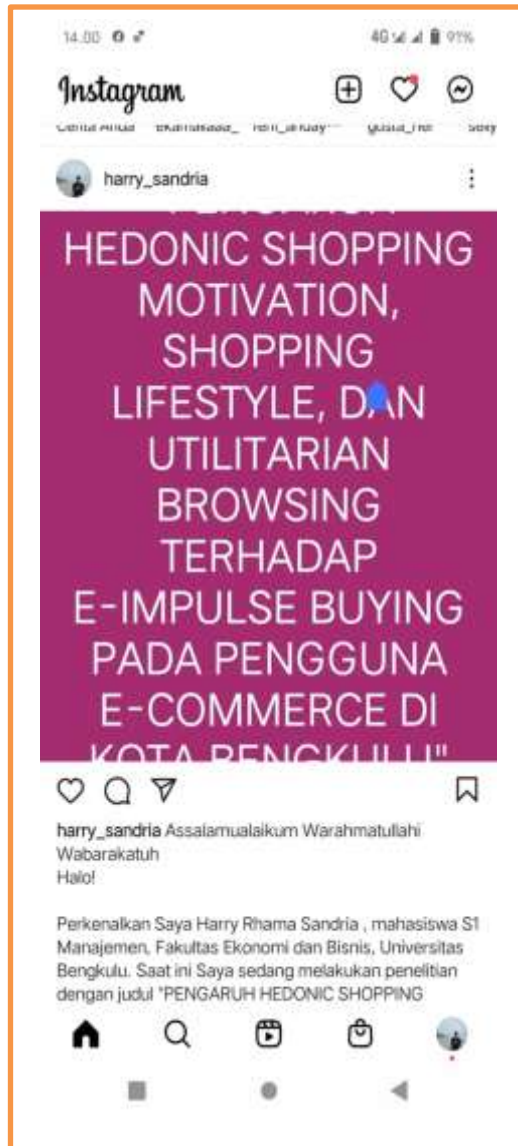 14.00
4G
91%
Instagram
harry_sandria
HEDONIC SHOPPING
MOTIVATION,
SHOPPING
LIFESTYLE, DAN
UTILITARIAN
BROWSING
TERHADAP
E-IMPULSE BUYING
PADA PENGGUNA
E-COMMERCE DI
KOTA BENGKULU"
harry_sandria Assalamualaikum Warahmatullahi
Wabarakatuh
Halo!
Perkenalkan Saya Harry Rhama Sandria , mahasiswa S1
Manajemen, Fakultas Ekonomi dan Bisnis, Universitas
Bengkulu. Saat ini Saya sedang melakukan penelitian
dengan judul "PENGARUH HEDONIC SHOPPING